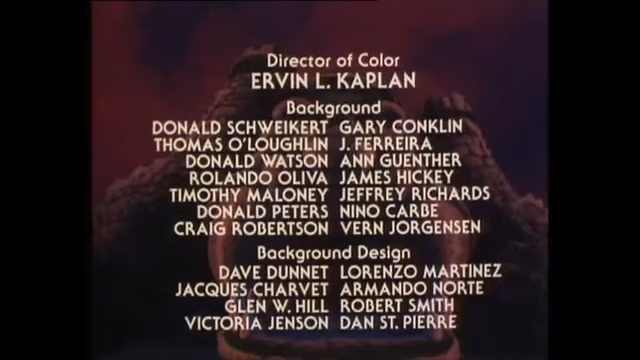 Director of Color
ERVIN L. KAPLAN
Background
DONALD SCHWEIKERT GARY CONKLIN
THOMAS O'LOUGHLIN J. FERREIRA
DONALD WATSON ANN GUENTHER
ROLANDO OLIVA JAMES HICKEY
TIMOTHY MALONEY JEFFREY RICHARDS
DONALD PETERS NINO CARBE
CRAIG ROBERTSON VERN JORGENSEN
Background Design
DAVE DUNNET LORENZO MARTINEZ
JACQUES CHARVET ARMANDO NORTE
GLEN W. HILL ROBERT SMITH
VICTORIA JENSON DAN ST. PIERRE